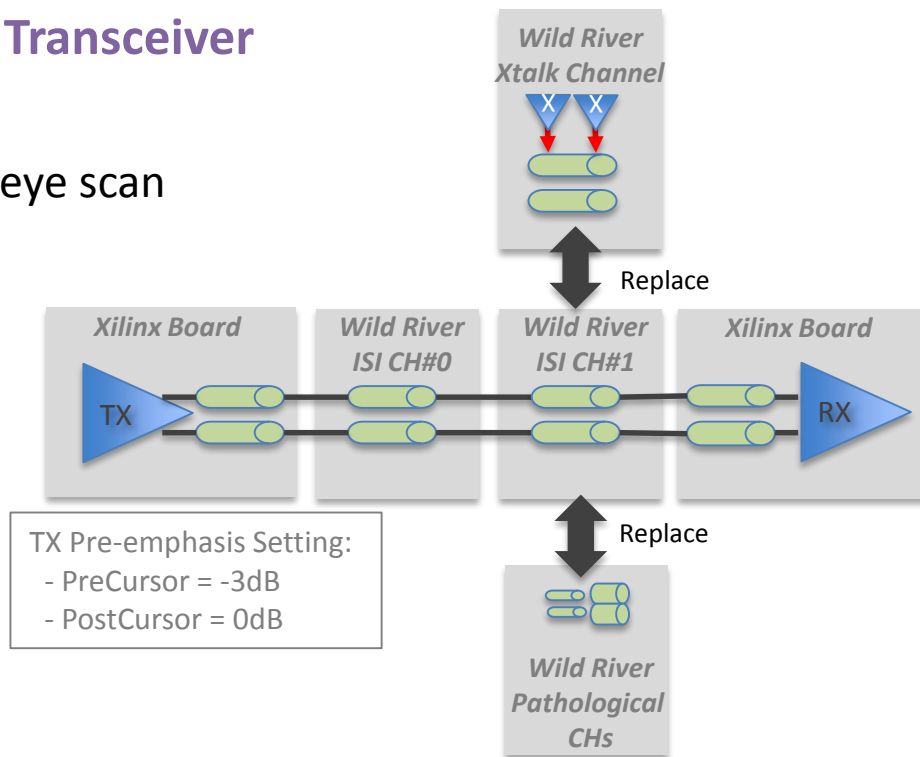 Transceiver
eye scan
Wild River
Xtalk Channel
X X
Replace
Xilinx Board
Wild River
ISI CH#0
Wild River
ISI CH#1
Xilinx Board
TX
RX
TX Pre-emphasis Setting:
- PreCursor = -3dB
- PostCursor = 0dB
Replace
Wild River
Pathological
CHs